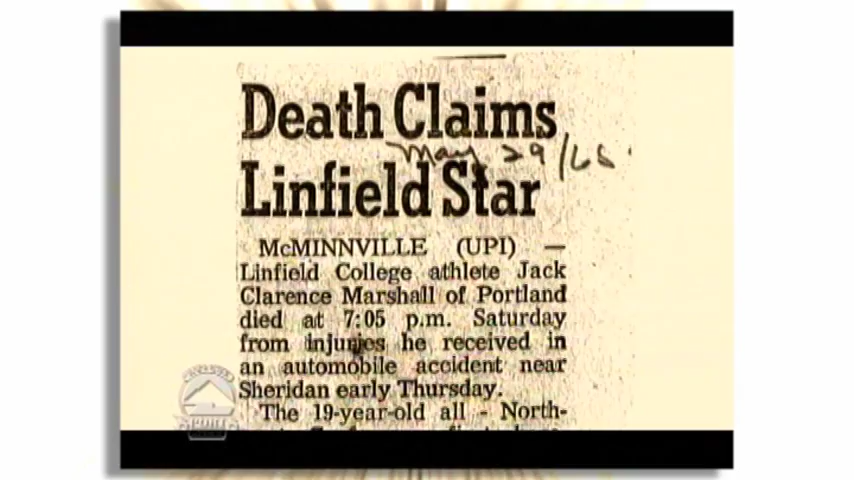 Death Claims
May 29/65
Linfield Star
McMINNVILLE (UPI) —
Linfield College athlete Jack
Clarence Marshall of Portland
died at 7:05 p.m. Saturday
from injuries he received in
an automobile accident near
Sheridan early Thursday.
The 19-year-old all - North-